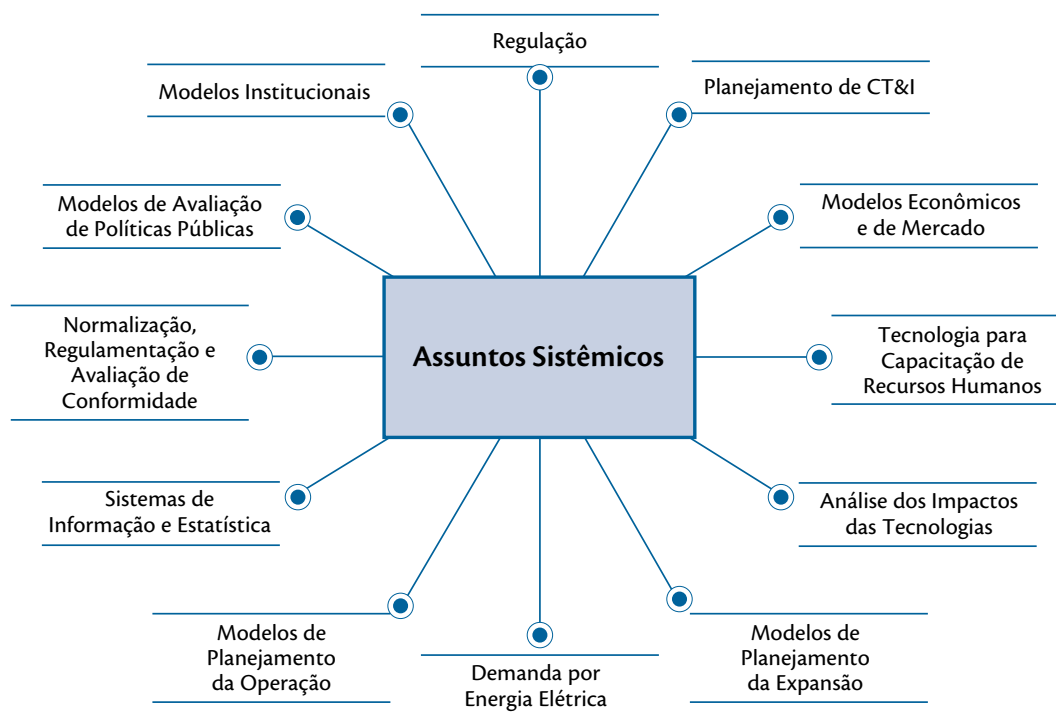 Regulação
Modelos Institucionais
Planejamento de CT&I
Modelos de Avaliação
de Políticas Públicas
Modelos Econômicos
e de Mercado
Normalização,
Regulamentação e
Avaliação de
Conformidade
Assuntos Sistêmicos
Tecnologia para
Capacitação de
Recursos Humanos
Sistemas de
Informação e Estatística
Análise dos Impactos
das Tecnologias
Modelos de
Planejamento
da Operação
Demanda por
Energia Elétrica
Modelos de
Planejamento
da Expansão